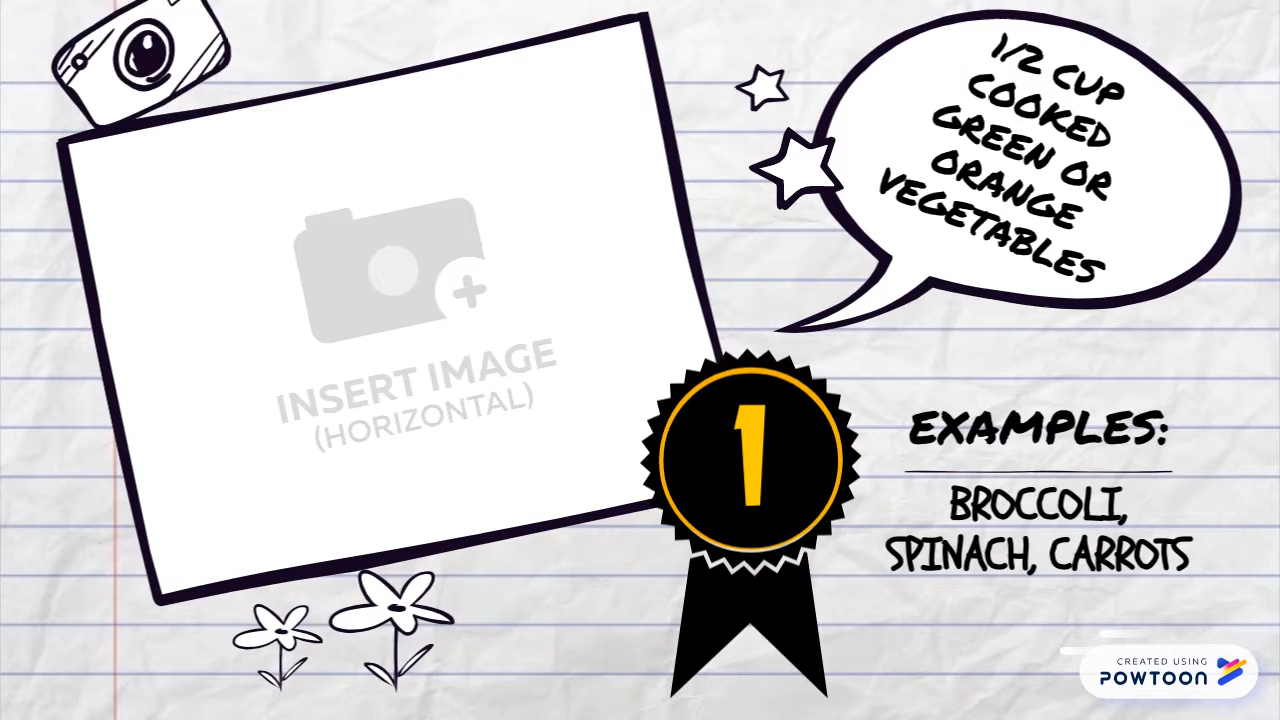 1/2 CUP
COOKED
GREEN OR
ORANGE
VEGETABLES
INSERT IMAGE
(HORIZONTAL)
1
EXAMPLES:
BROCCOLI,
SPINACH, CARROTS
CREATED USING
POWTOON